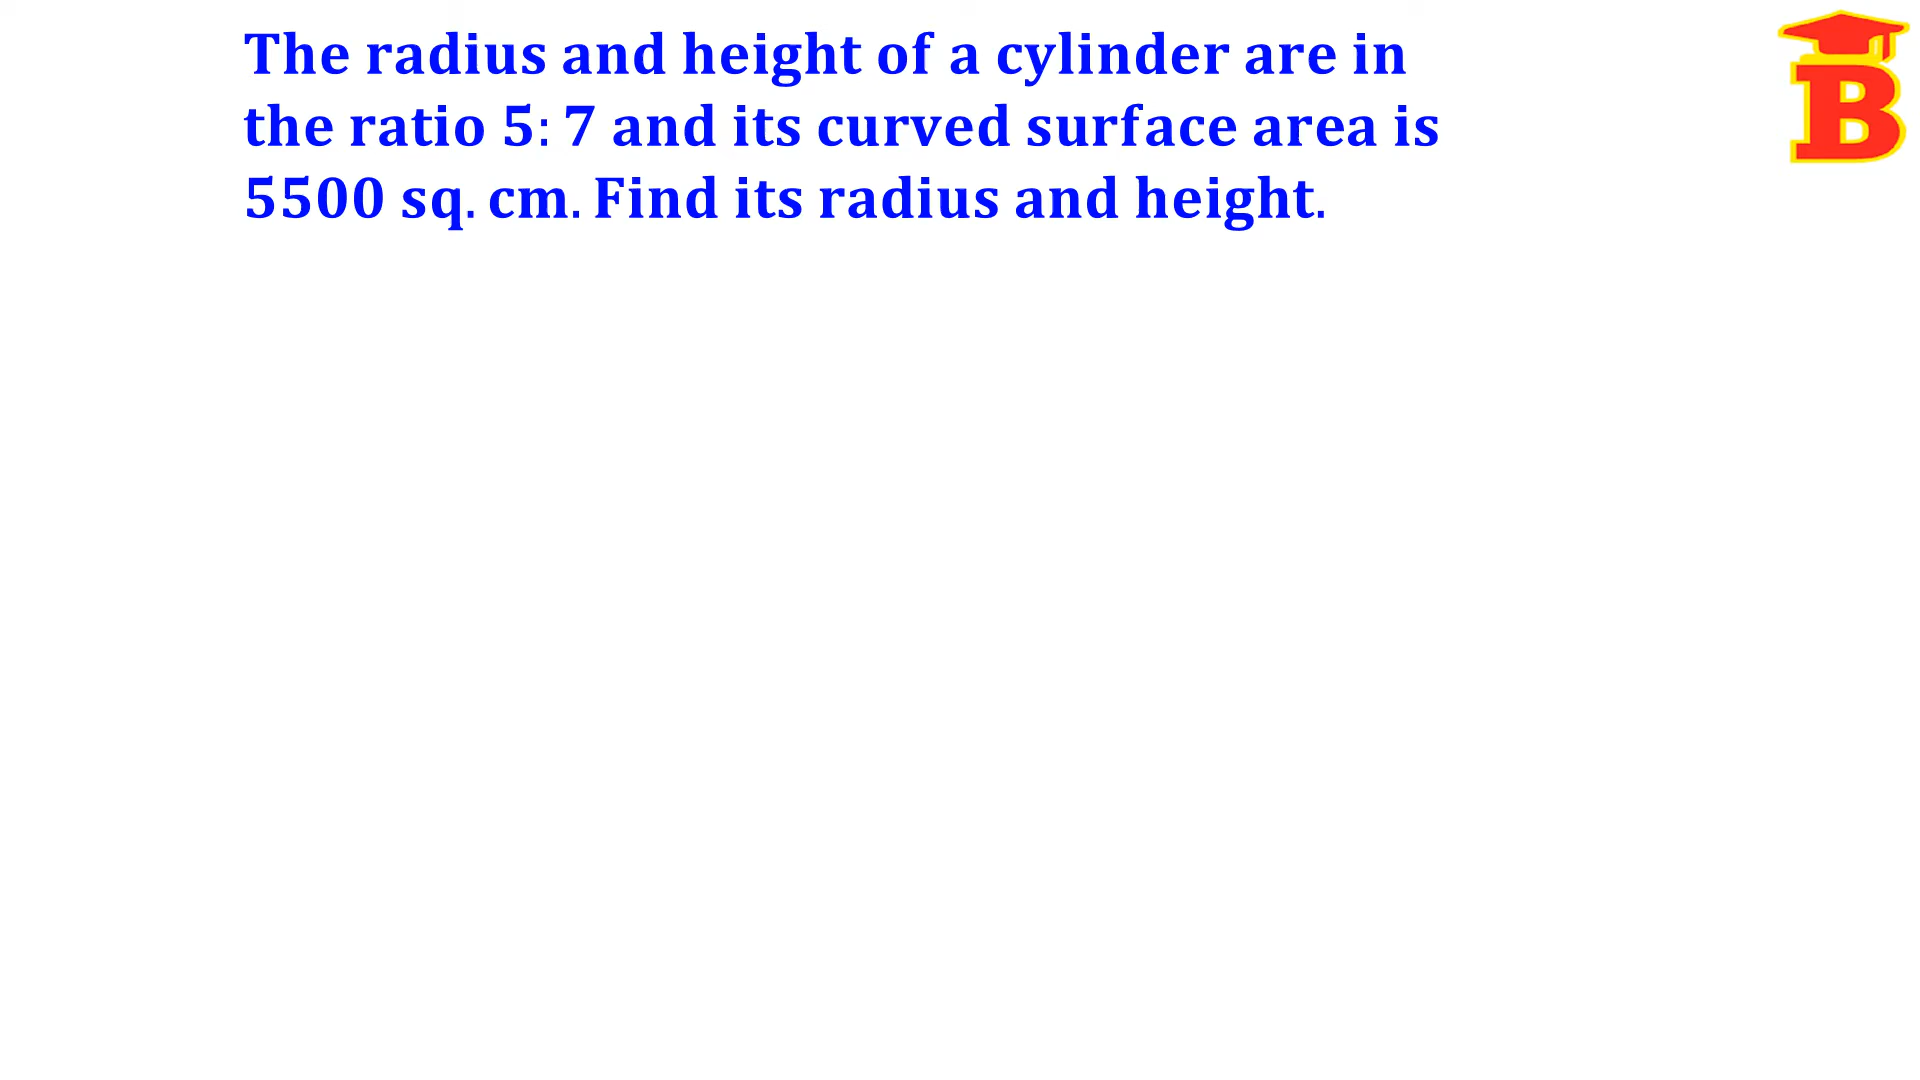 The radius and height of a cylinder are in
the ratio 5: 7 and its curved surface area is
5500 sq. cm. Find its radius and height.
B